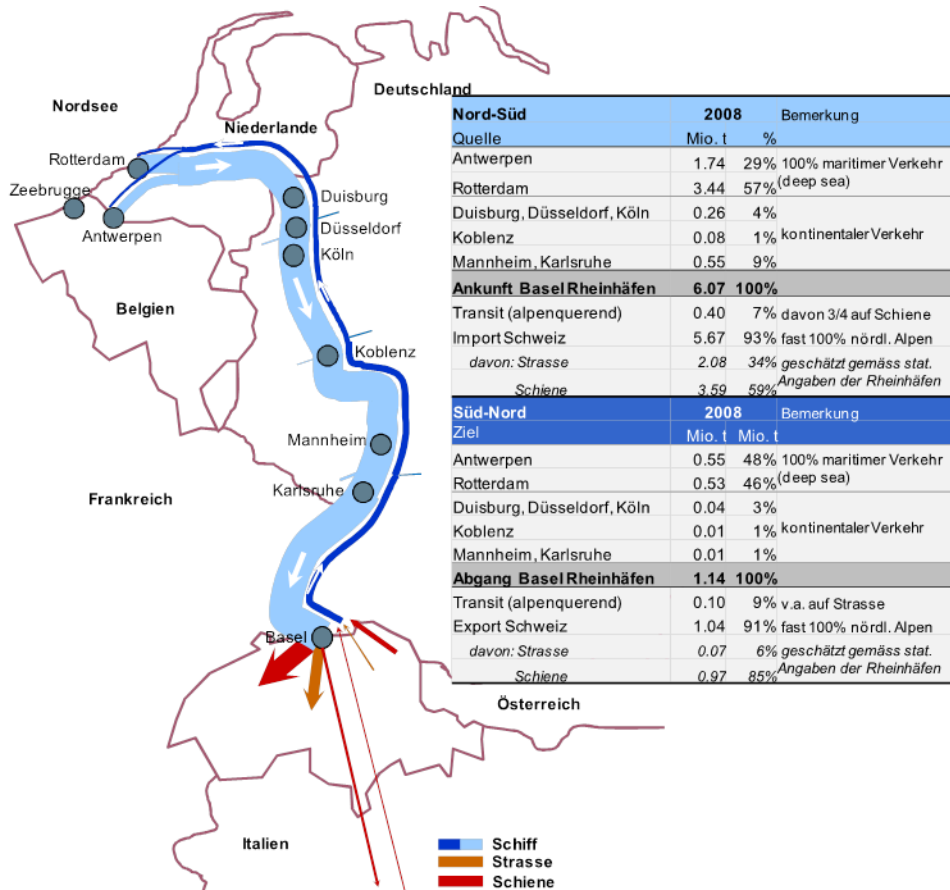 Nordsee
Deutschland
Niederlande
Rotterdam
Zeebrugge
Antwerpen
Duisburg
Düsseldorf
Köln
Belgien
Koblenz
Mannheim
Karlsruhe
Frankreich
Basel
Österreich
Italien
Nord-Süd 2008 Bemerkung
Quelle Mio. t %
Antwerpen 1.74 29% 100% maritimer Verkehr
(deep sea)
Rotterdam 3.44 57%
Duisburg, Düsseldorf, Köln 0.26 4%
Koblenz 0.08 1% kontinentaler Verkehr
Mannheim, Karlsruhe 0.55 9%
Ankunft Basel Rheinhäfen 6.07 100%
Transit (alpenquerend) 0.40 7% davon 3/4 auf Schiene
Import Schweiz 5.67 93% fast 100% nördl. Alpen
davon: Strasse 2.08 34% geschätzt gemäss stat.
Angaben der Rheinhäfen
Schiene 3.59 59%
Süd-Nord 2008 Bemerkung
Ziel Mio. t Mio. t
Antwerpen 0.55 48% 100% maritimer Verkehr
(deep sea)
Rotterdam 0.53 46%
Duisburg, Düsseldorf, Köln 0.04 3%
Koblenz 0.01 1% kontinentaler Verkehr
Mannheim, Karlsruhe 0.01 1%
Abgang Basel Rheinhäfen 1.14 100%
Transit (alpenquerend) 0.10 9% v.a. auf Strasse
Export Schweiz 1.04 91% fast 100% nördl. Alpen
davon: Strasse 0.07 6% geschätzt gemäss stat.
Angaben der Rheinhäfen
Schiene 0.97 85%
Schiff
Strasse
Schiene